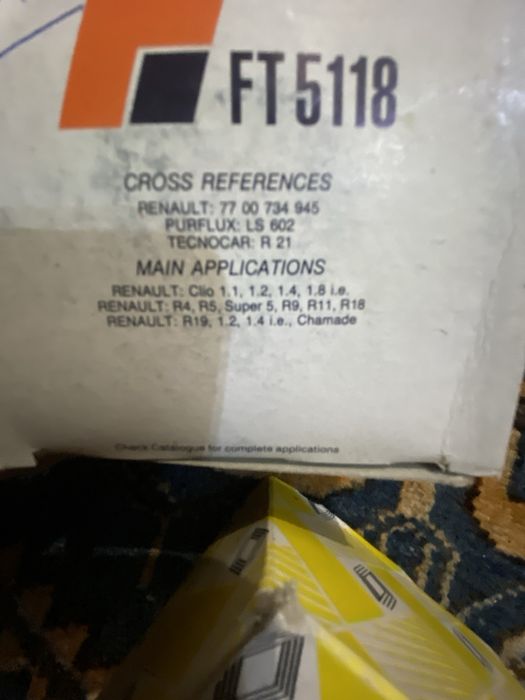 FT 5118
CROSS REFERENCES
RENAULT: 77 00 734 945
PURFLUX: LS 602
TECNOCAR: R 21
MAIN APPLICATIONS
RENAULT: Clio 1.1, 1.2, 1.4, 1.8 i.e.
RENAULT: R4, R5, Super 5, R9, R11, R18
RENAULT: R19, 1.2, 1.4 i.e., Chamade
Check Catalogue for complete applications